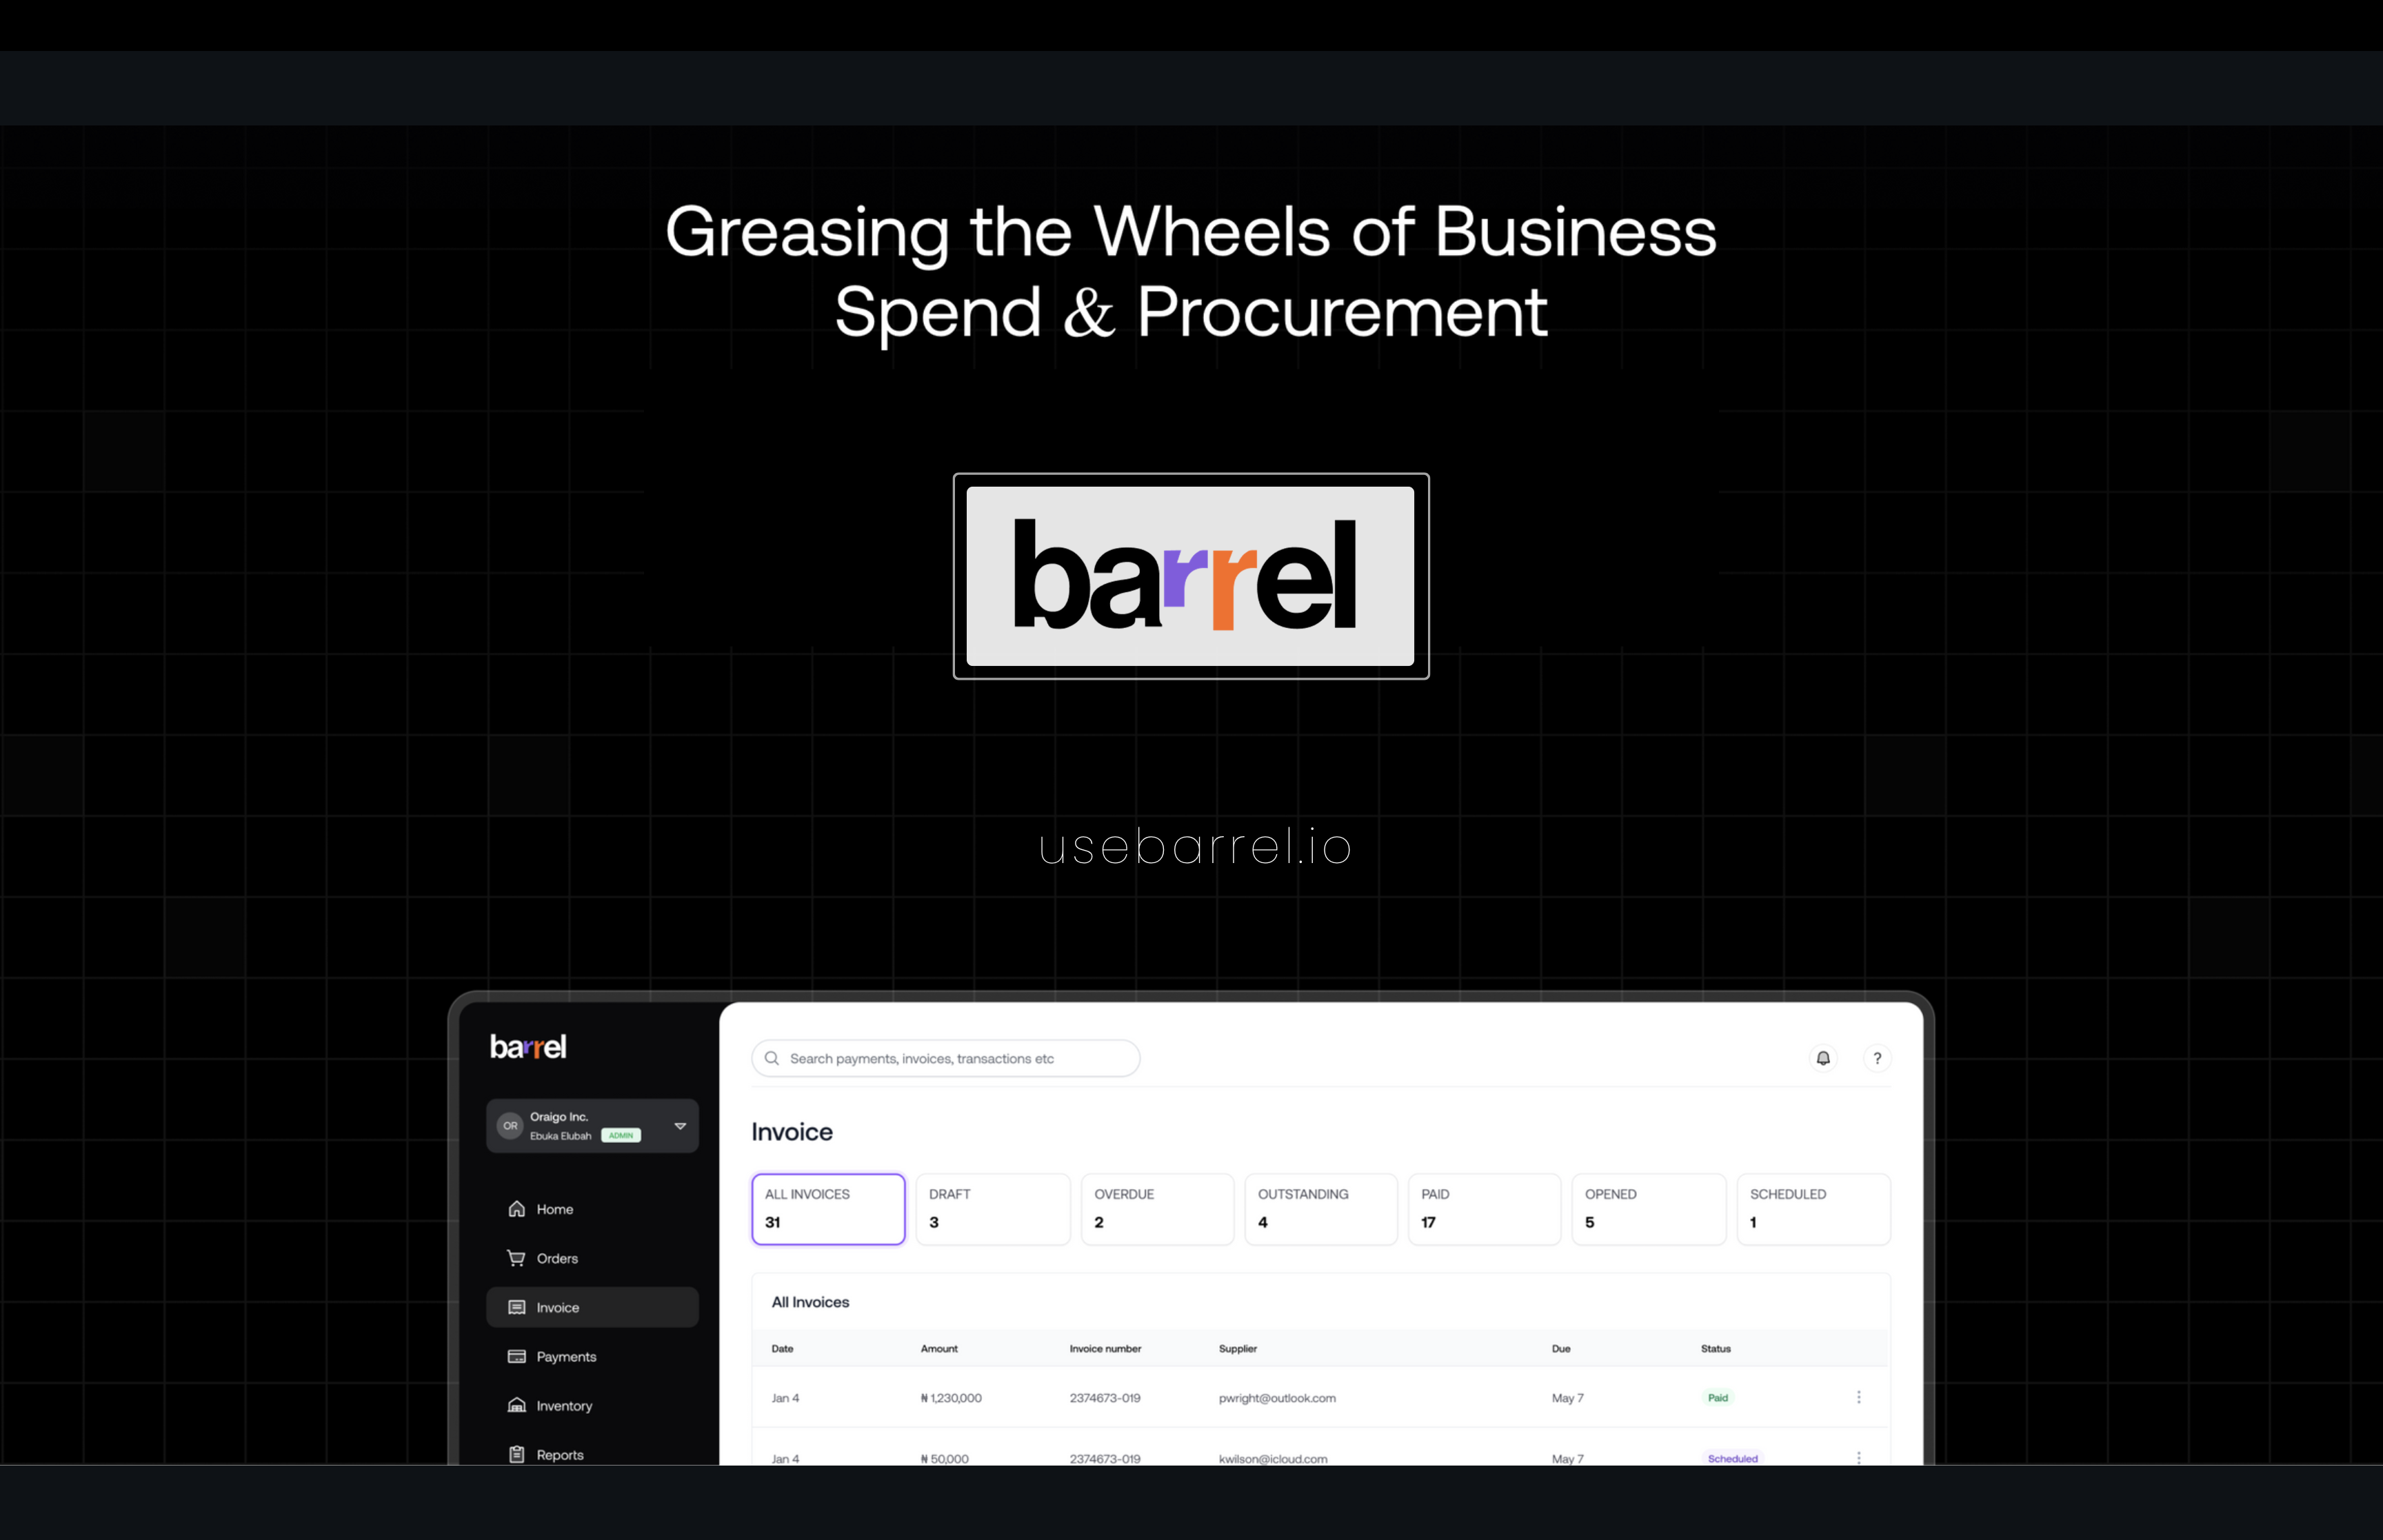 Greasing the Wheels of Business
Spend & Procurement
barrel
usebarrel.io
barrel
Search payments, invoices, transactions etc
?
OR
Oraigo Inc.
Ebuka Elubah ADMIN
Home
Orders
Invoice
Payments
Inventory
Reports
Invoice
ALL INVOICES DRAFT OVERDUE OUTSTANDING PAID OPENED SCHEDULED
31 3 2 4 17 5 1
All Invoices
Date Amount Invoice number Supplier Due Status
Jan 4 ₦ 1,230,000 2374673-019 pwright@outlook.com May 7 Paid
Jan 4 ₦ 50,000 2374673-019 kwilson@icloud.com May 7 Scheduled